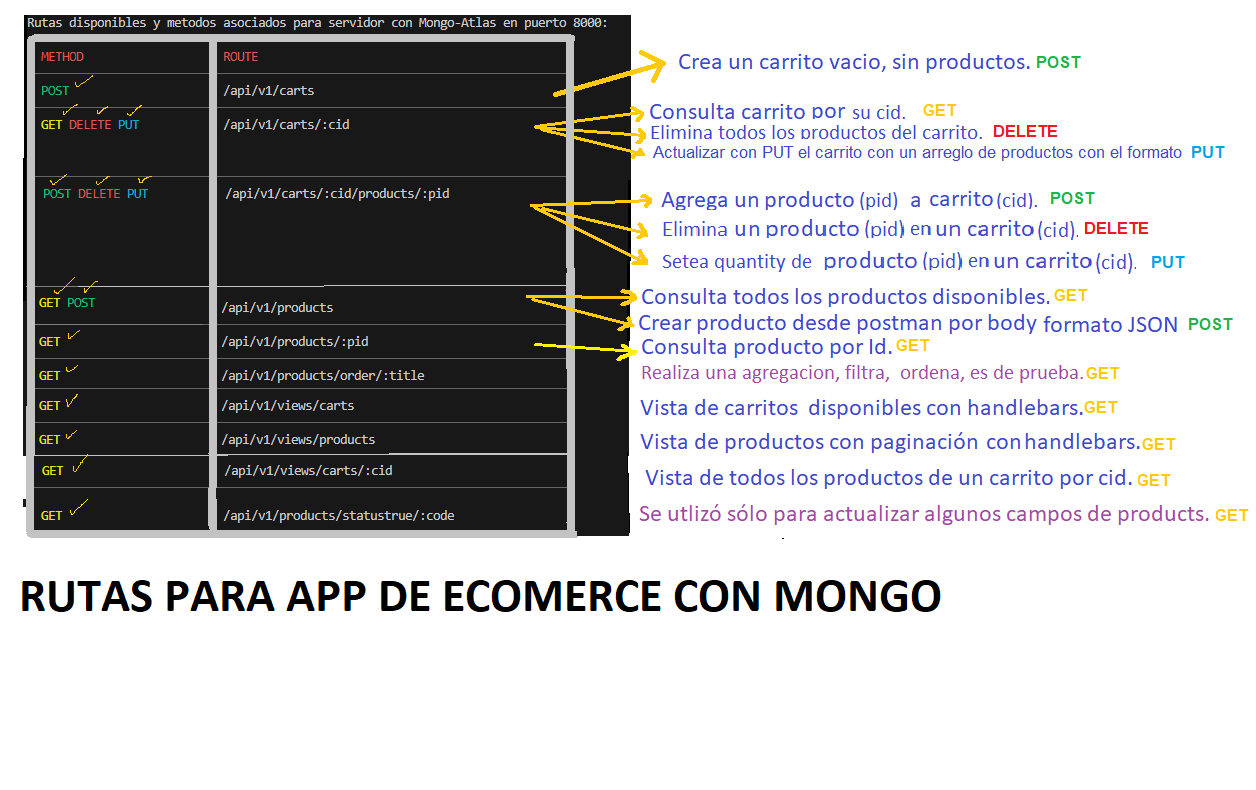 Rutas disponibles y metodos asociados para servidor con Mongo-Atlas en puerto 8000:
METHOD ROUTE
POST /api/v1/carts Crea un carrito vacio, sin productos. POST
GET DELETE PUT /api/v1/carts/:cid Consulta carrito por su cid. GET
Elimina todos los productos del carrito. DELETE
Actualizar con PUT el carrito con un arreglo de productos con el formato PUT
POST DELETE PUT /api/v1/carts/:cid/products/:pid Agrega un producto (pid) a carrito (cid). POST
Elimina un producto (pid) en un carrito (cid). DELETE
Setea quantity de producto (pid) en un carrito (cid). PUT
GET POST /api/v1/products Consulta todos los productos disponibles. GET
Crear producto desde postman por body formato JSON POST
GET /api/v1/products/:pid Consulta producto por Id. GET
GET /api/v1/products/order/:title Realiza una agregacion, filtra, ordena, es de prueba. GET
GET /api/v1/views/carts Vista de carritos disponibles con handlebars. GET
GET /api/v1/views/products Vista de productos con paginación con handlebars. GET
GET /api/v1/views/carts/:cid Vista de todos los productos de un carrito por cid. GET
GET /api/v1/products/statustrue/:code Se utlizó sólo para actualizar algunos campos de products. GET
RUTAS PARA APP DE ECOMERCE CON MONGO